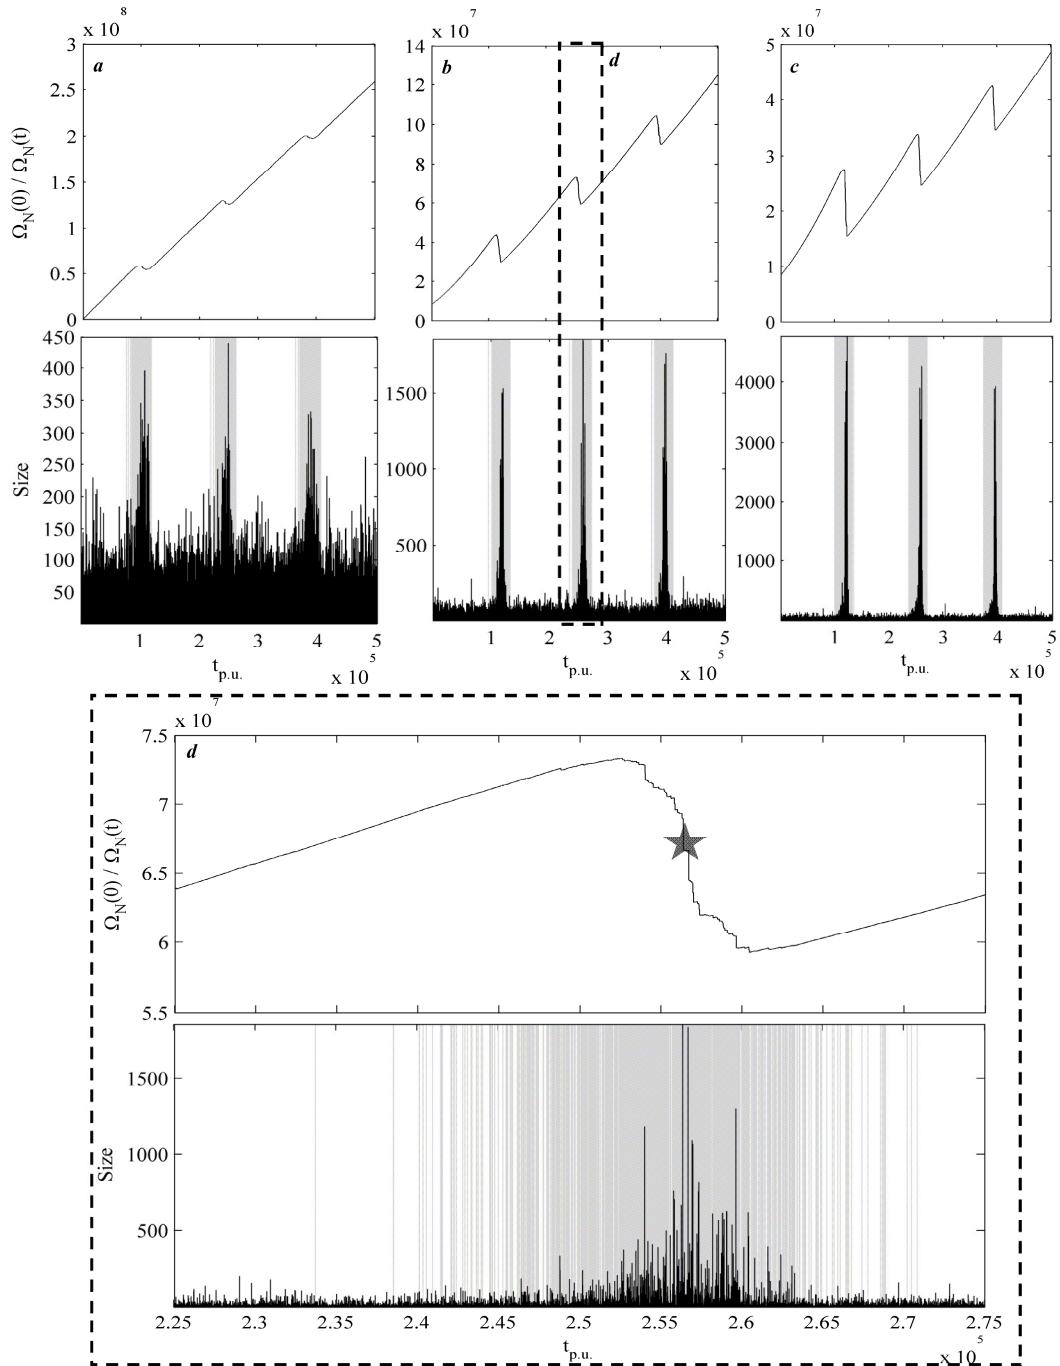 x 10^8
a
3
2.5
2
1.5
1
0.5
0
Ω_N(0) / Ω_N(t)
x 10^7
b
d
14
12
10
8
6
4
2
0
x 10^7
c
5
4
3
2
1
0
450
400
350
300
250
200
150
100
50
Size
1 2 3 4 5
t_p.u.
x 10^5
1500
1000
500
1 2 3 4 5
t_p.u.
x 10^5
4000
3000
2000
1000
1 2 3 4 5
t_p.u.
x 10^5
x 10^7
d
7.5
7
6.5
6
5.5
Ω_N(0) / Ω_N(t)
1500
1000
500
Size
2.25 2.3 2.35 2.4 2.45 2.5 2.55 2.6 2.65 2.7 2.75
t_p.u.
x 10^5